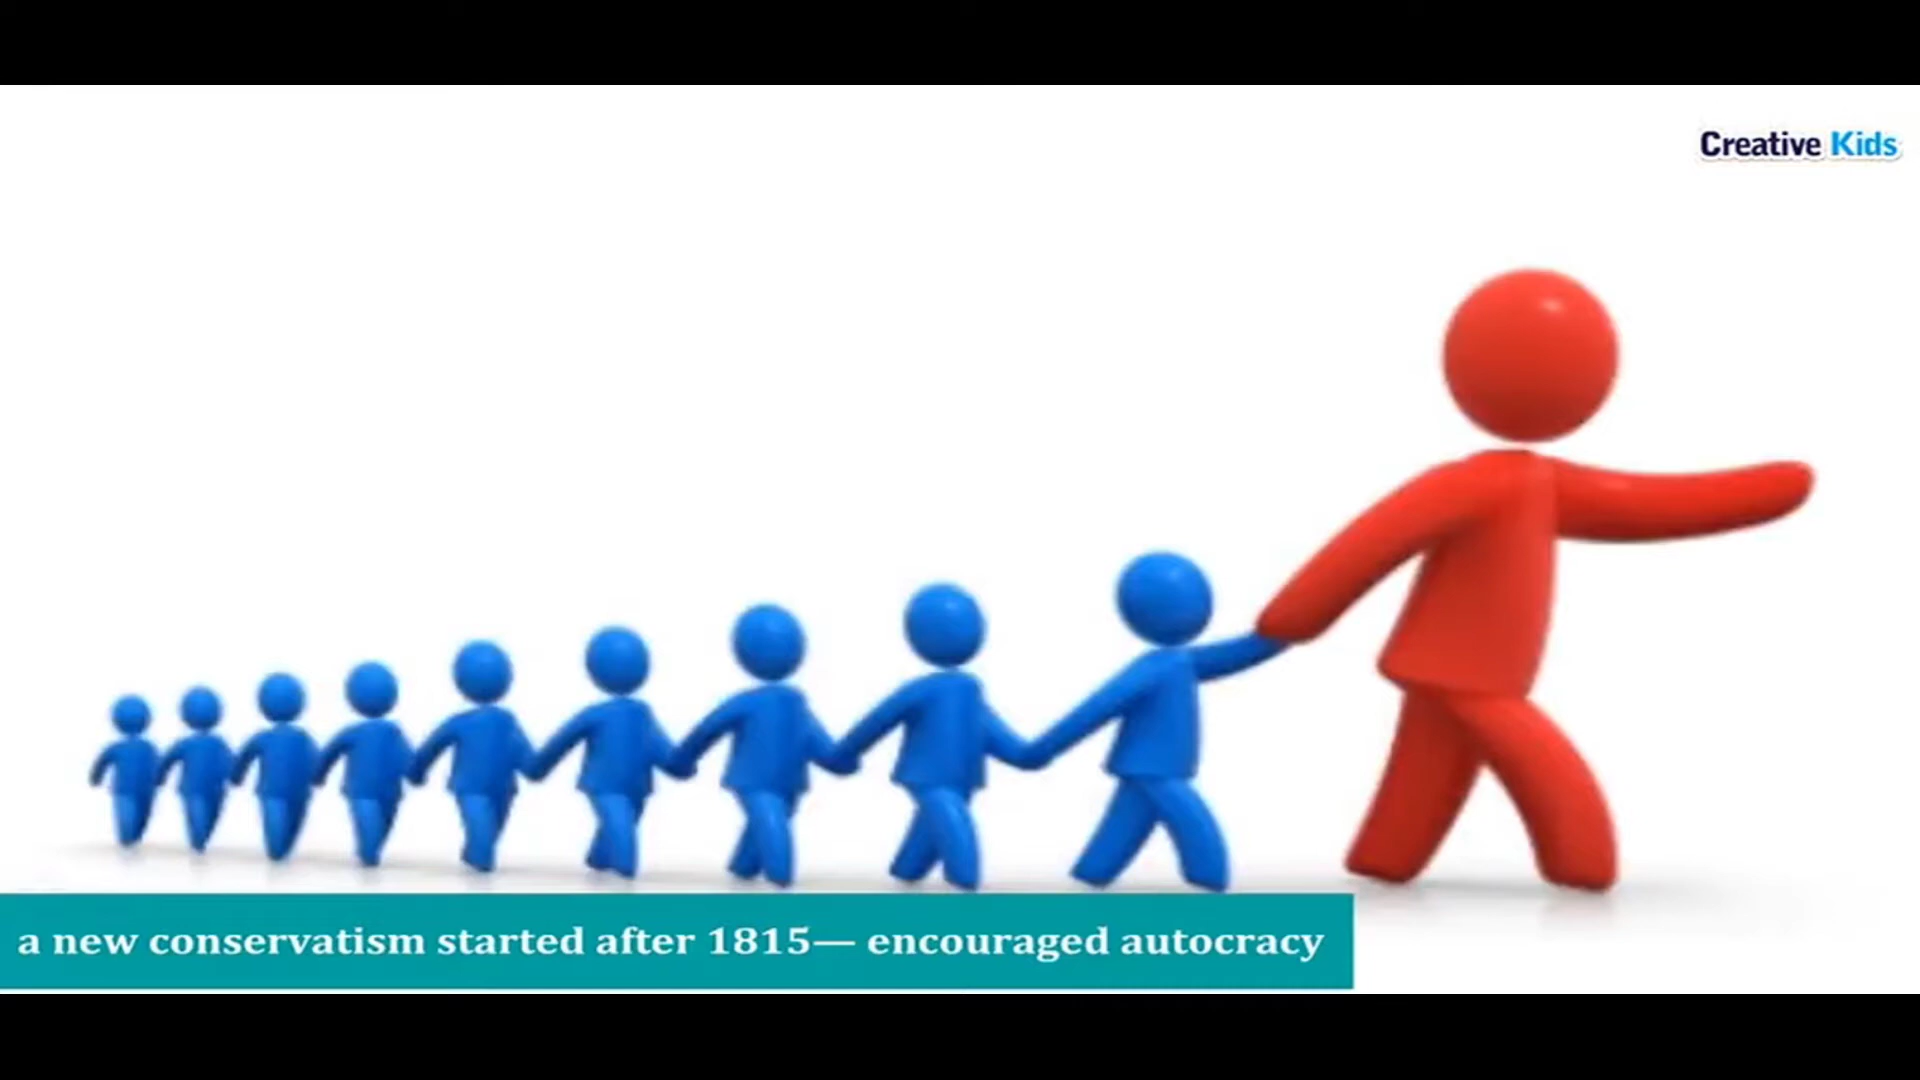 Creative Kids
a new conservatism started after 1815— encouraged autocracy